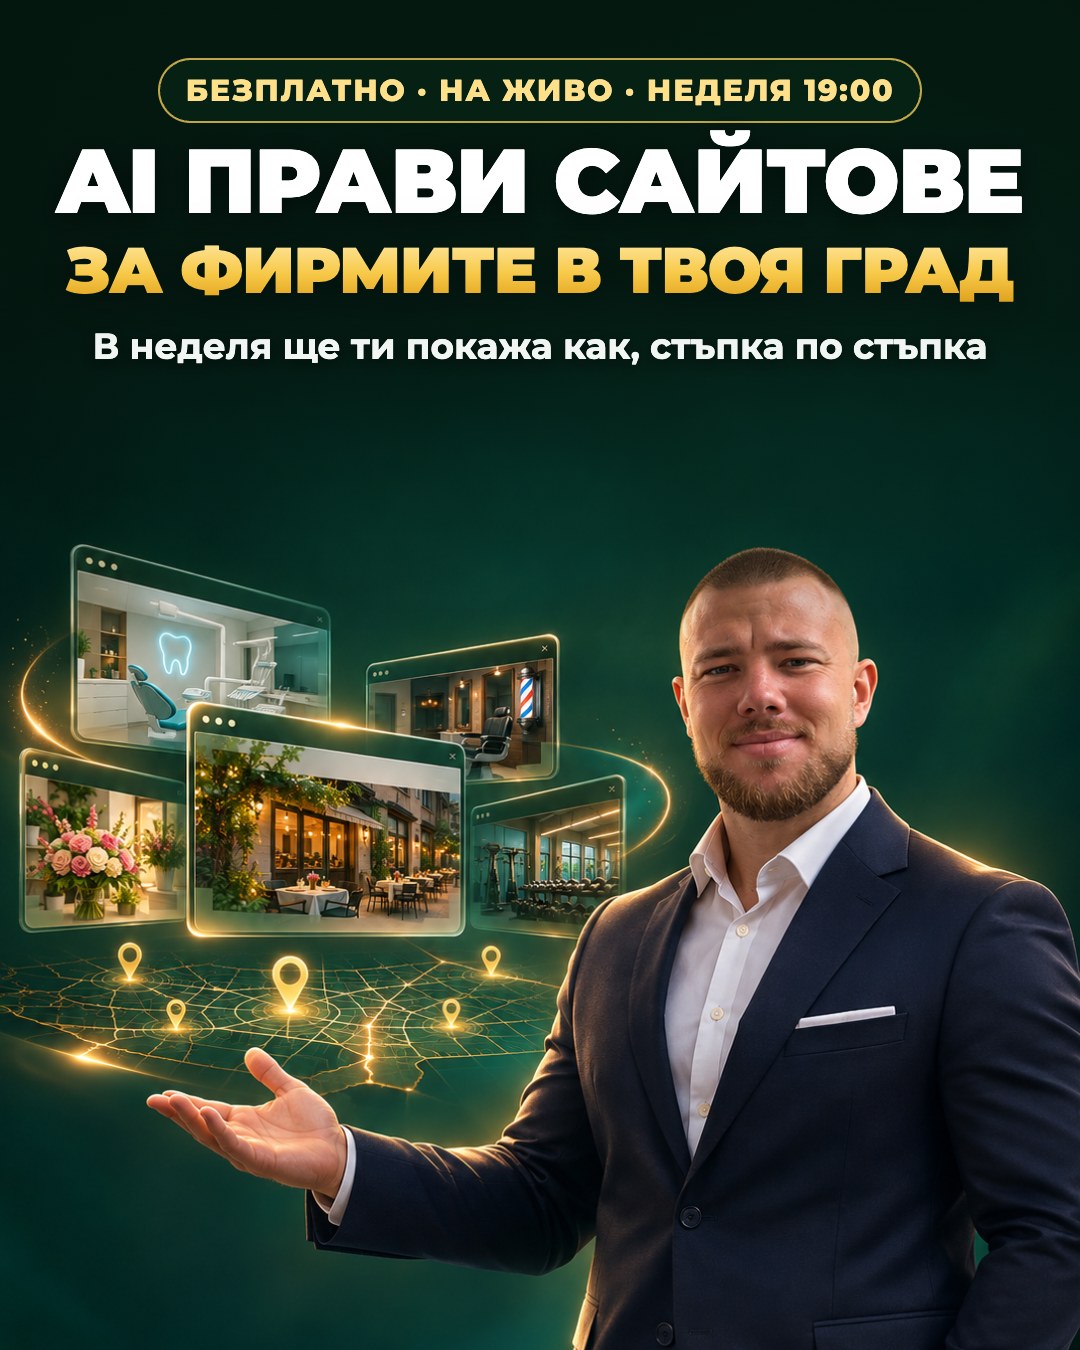 БЕЗПЛАТНО · НА ЖИВО · НЕДЕЛЯ 19:00
AI ПРАВИ САЙТОВЕ
ЗА ФИРМИТЕ В ТВОЯ ГРАД
В неделя ще ти покажа как, стъпка по стъпка